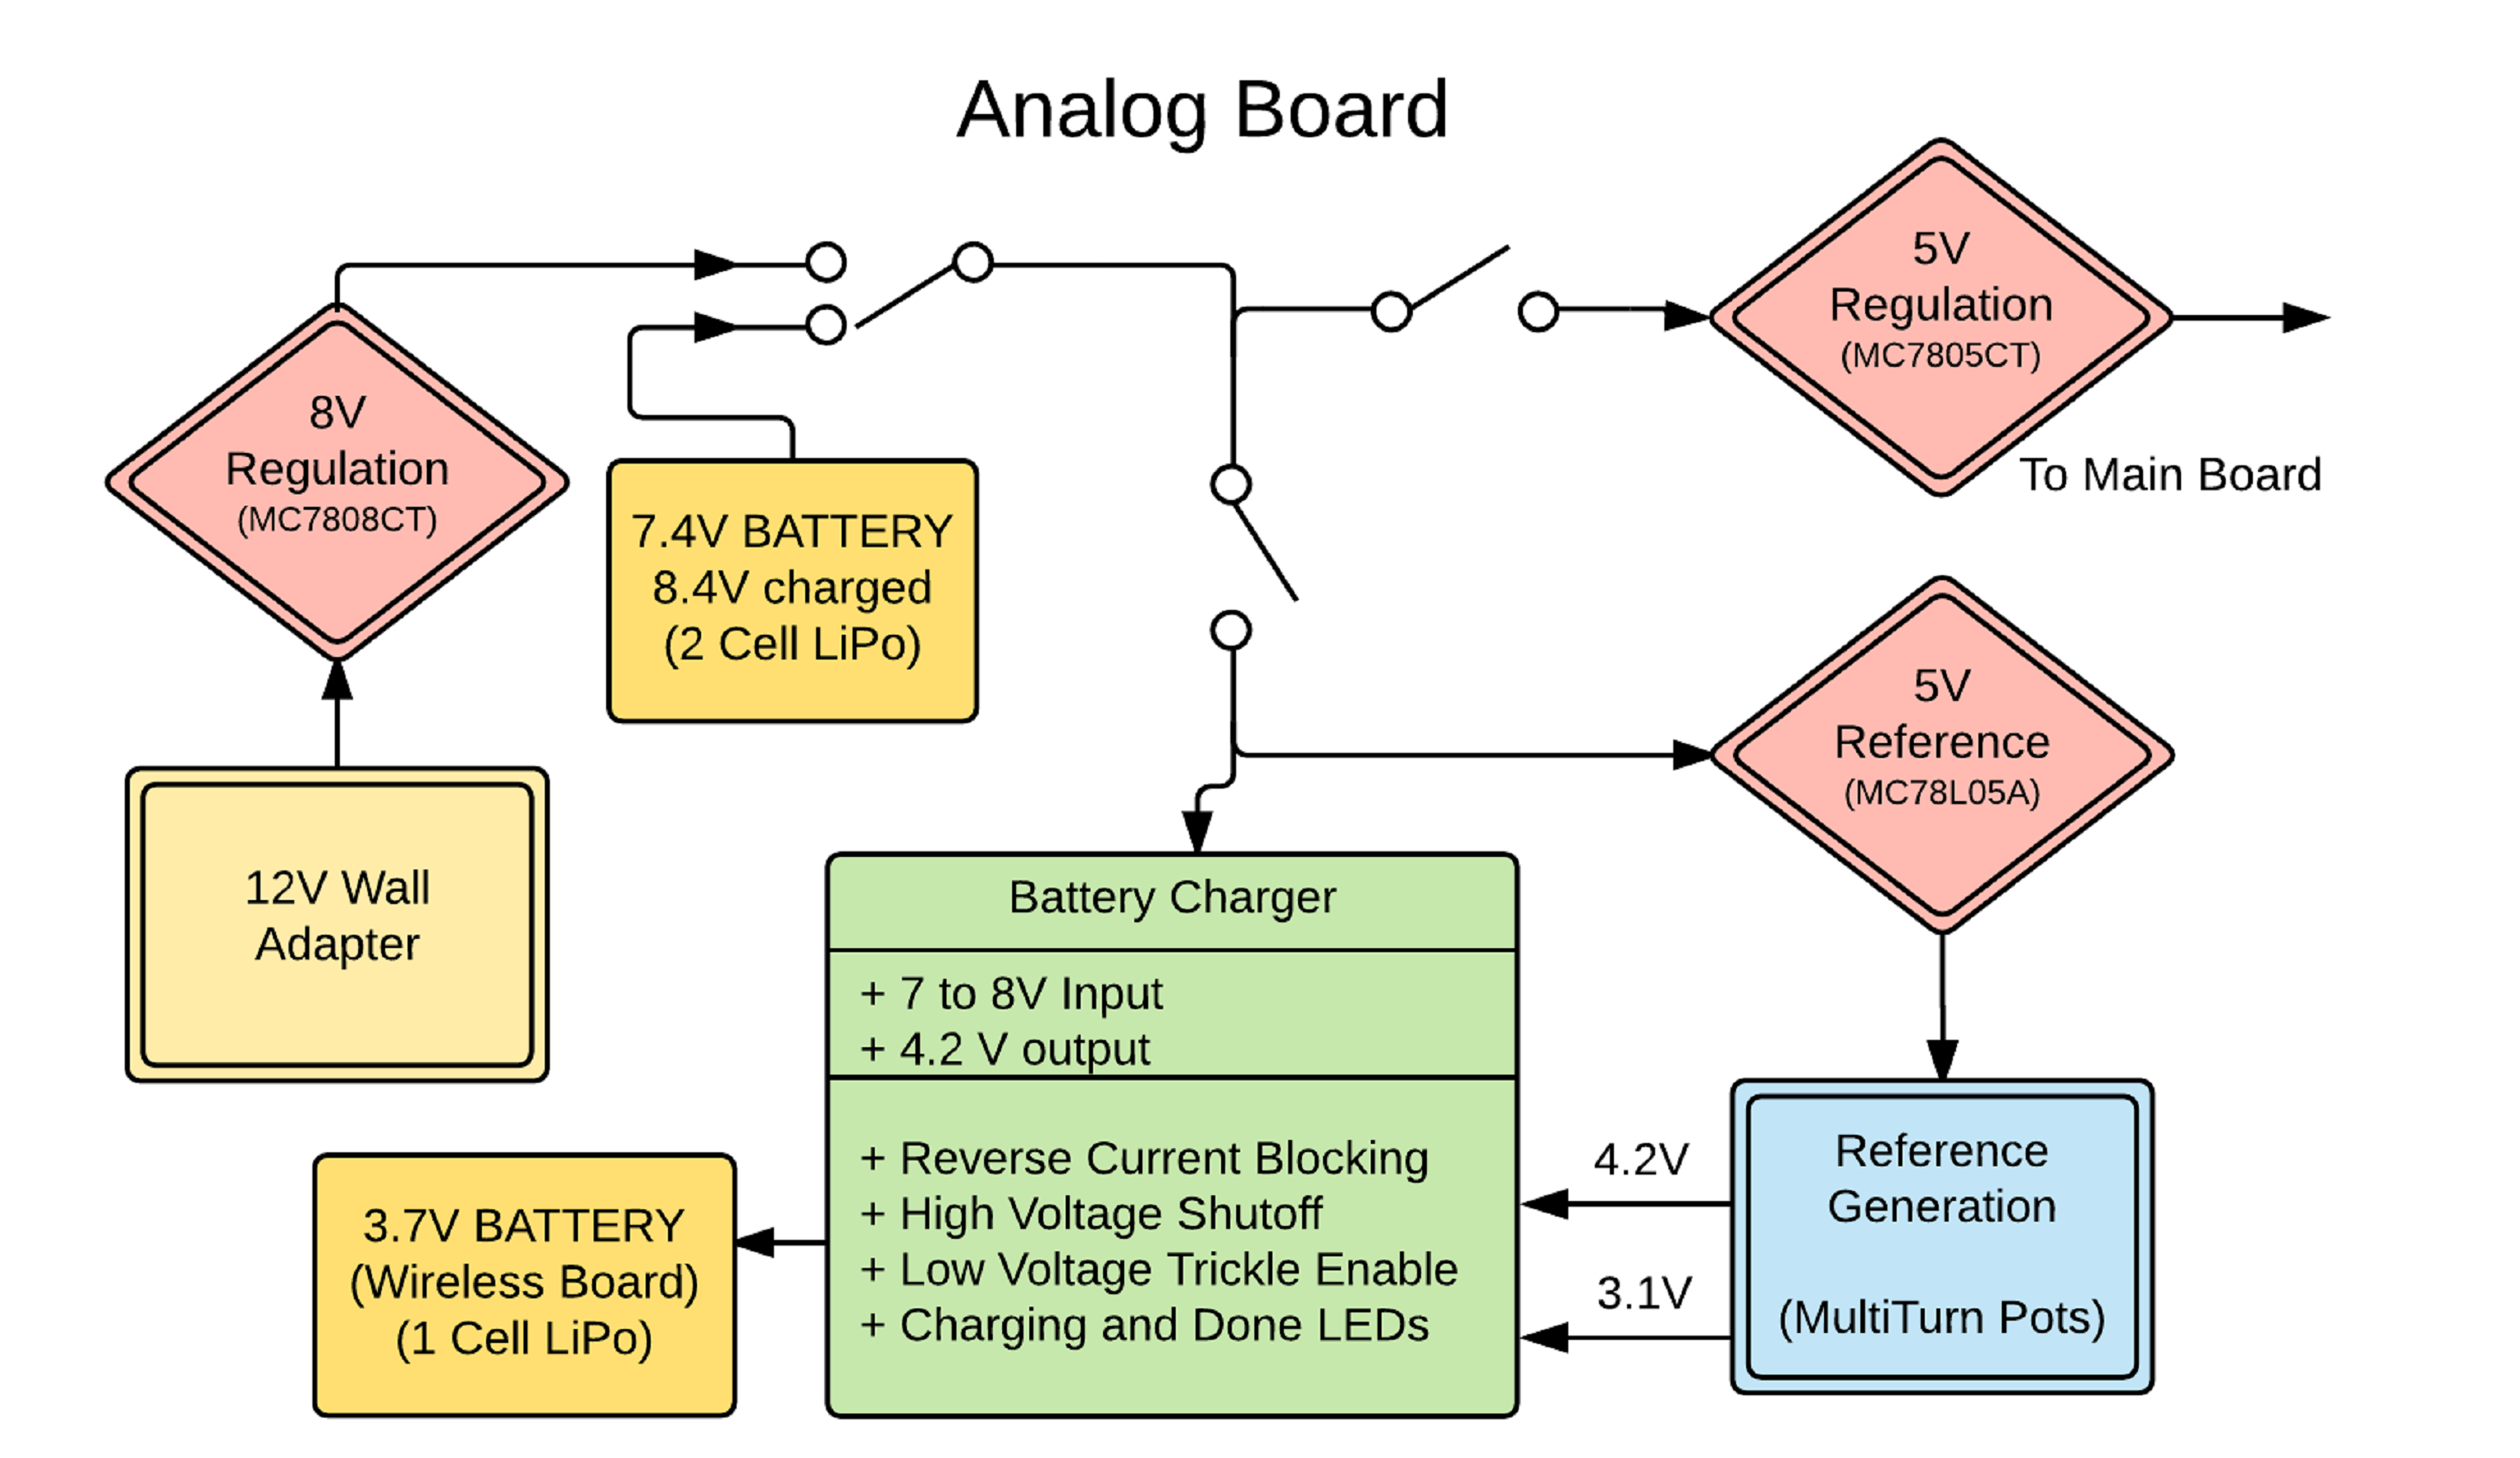 Analog Board
8V
Regulation
(MC7808CT)
7.4V BATTERY
8.4V charged
(2 Cell LiPo)
5V
Regulation
(MC7805CT)
To Main Board
5V
Reference
(MC78L05A)
12V Wall
Adapter
Battery Charger
+ 7 to 8V Input
+ 4.2 V output
+ Reverse Current Blocking
+ High Voltage Shutoff
+ Low Voltage Trickle Enable
+ Charging and Done LEDs
4.2V
3.1V
Reference
Generation
(MultiTurn Pots)
3.7V BATTERY
(Wireless Board)
(1 Cell LiPo)